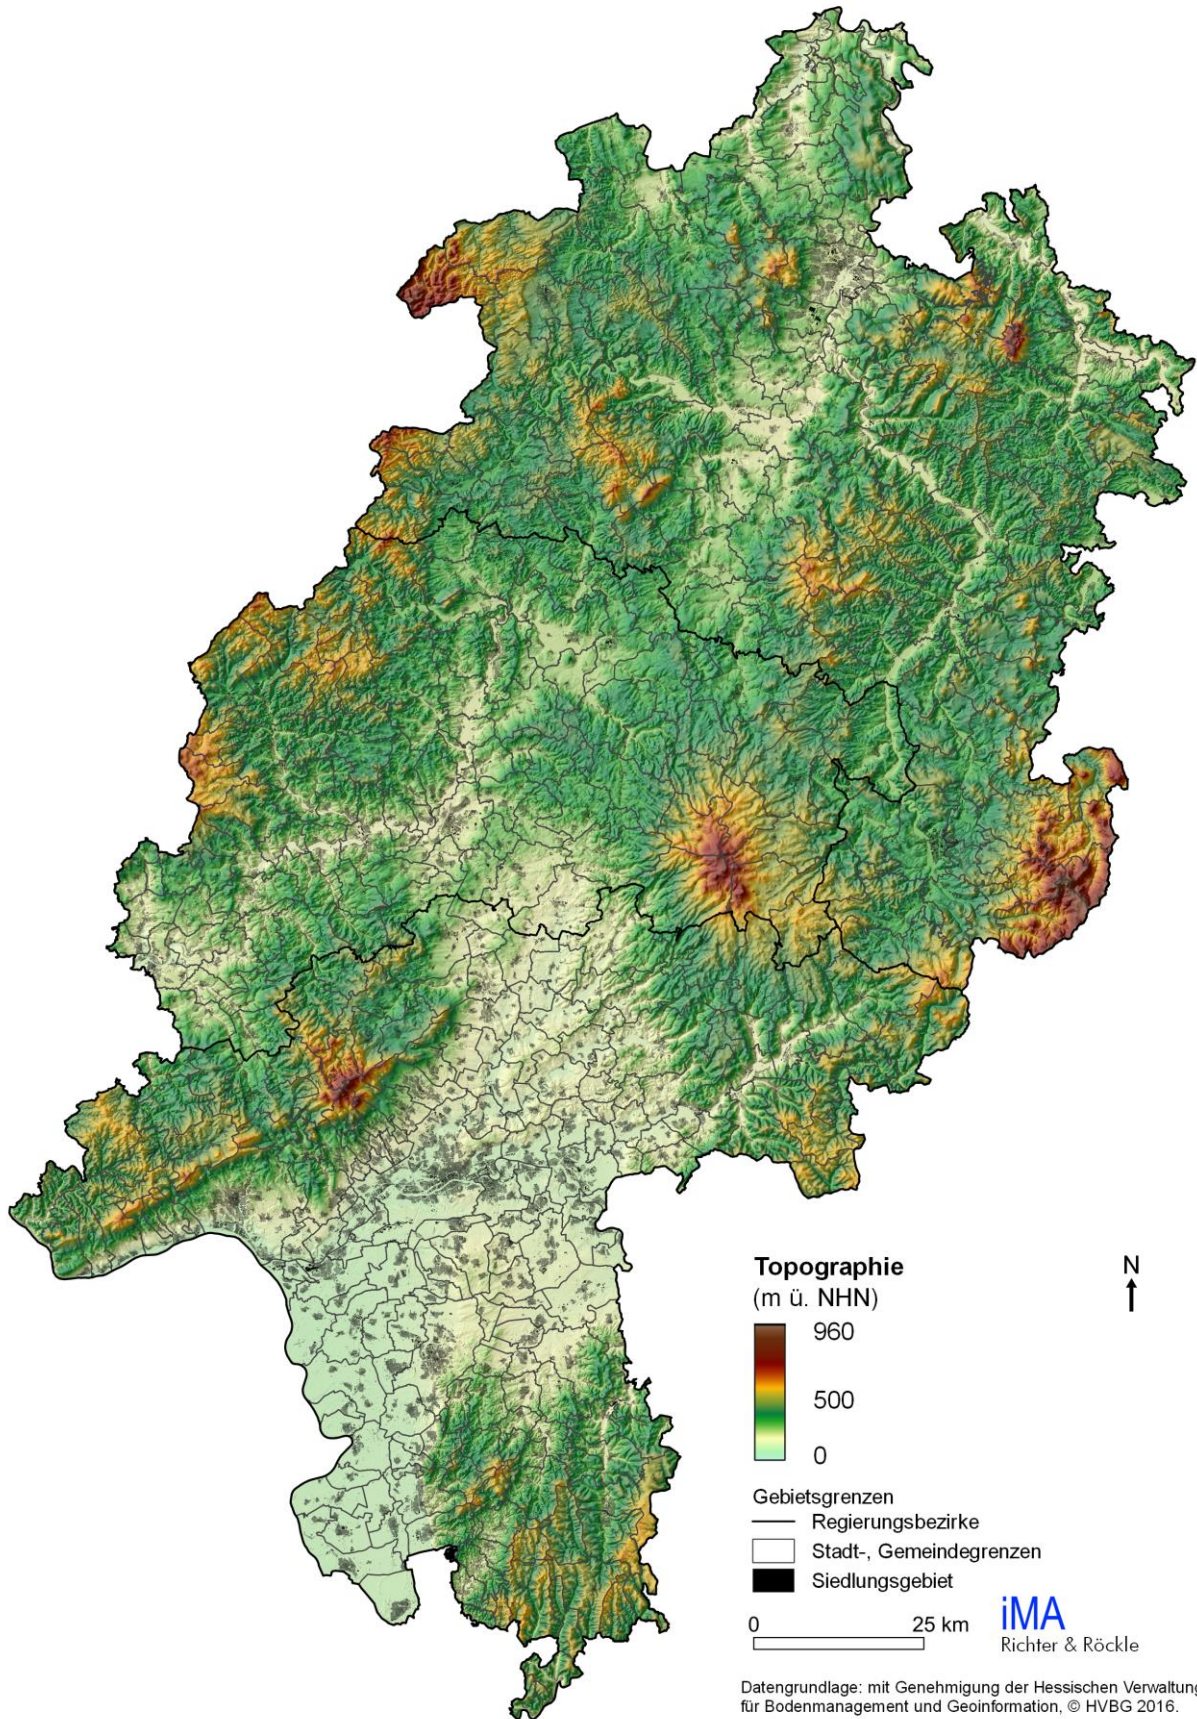 Topographie
(m ü. NHN)
960
500
0
N
Gebietsgrenzen
Regierungsbezirke
Stadt-, Gemeindegrenzen
Siedlungsgebiet
0 25 km
iMA
Richter & Röckle
Datengrundlage: mit Genehmigung der Hessischen Verwaltung
für Bodenmanagement und Geoinformation, © HVBG 2016.